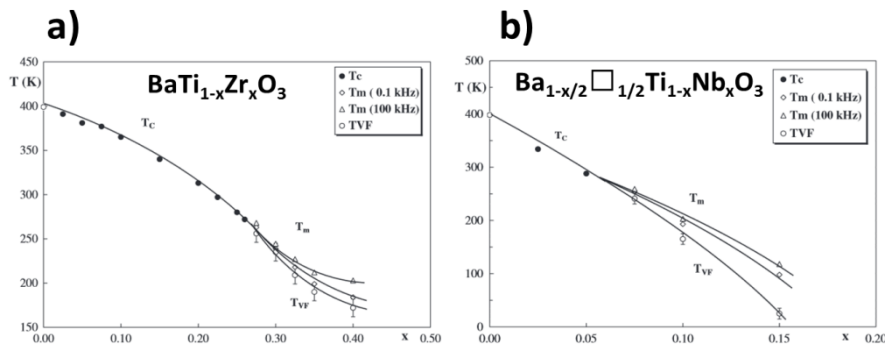 a)
450
T (K)
400
350
300
250
200
150
BaTi1-xZrxO3
Tc
Tm ( 0.1 kHz)
Tm (100 kHz)
TVF
TC
Tm
TVF
0.00 0.10 0.20 0.30 0.40 x 0.50
b)
500
T (K)
400
300
200
100
0
Ba1-x/2□1/2Ti1-xNbxO3
Tc
Tm ( 0.1 kHz)
Tm (100 kHz)
TVF
TC
Tm
TVF
0.00 0.05 0.10 0.15 x 0.20